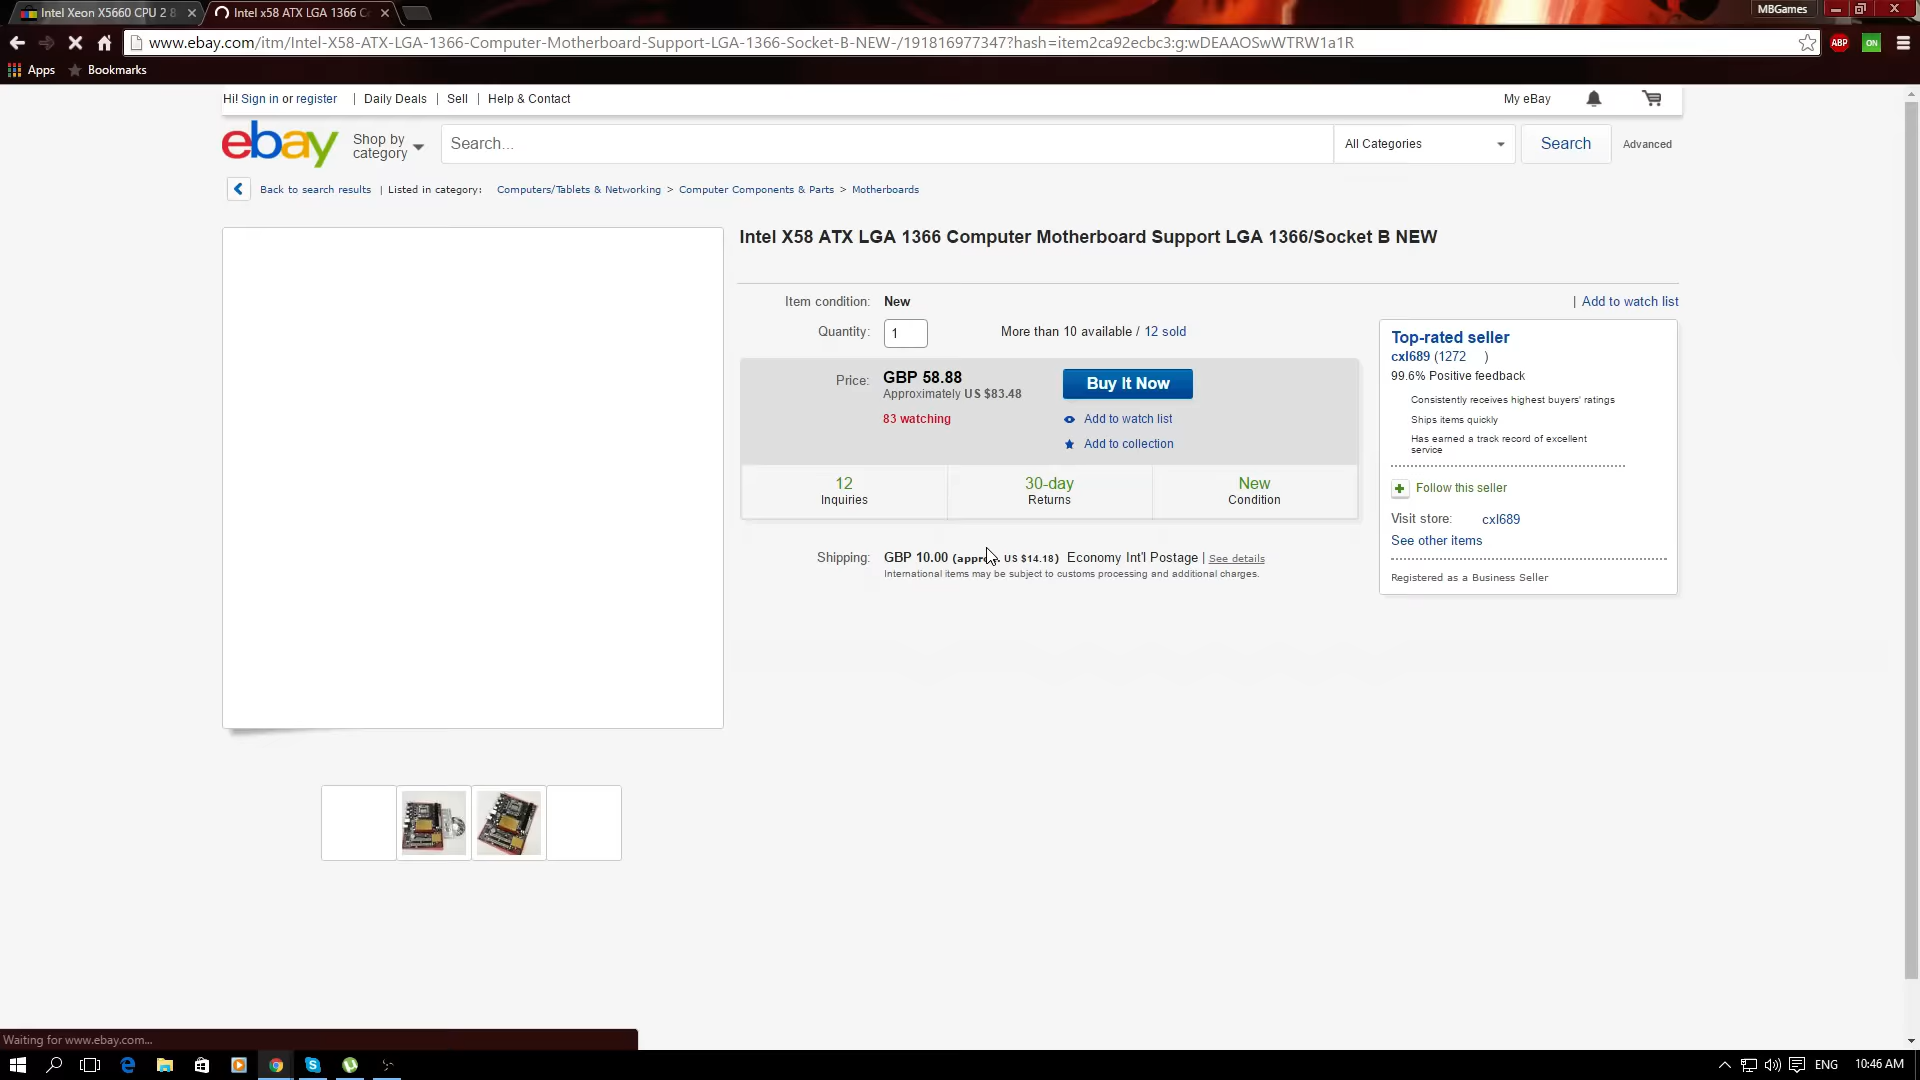 Intel Xeon X5660 CPU 2 8
Intel x58 ATX LGA 1366 C
MBGames
www.ebay.com/itm/Intel-X58-ATX-LGA-1366-Computer-Motherboard-Support-LGA-1366-Socket-B-NEW-/191816977347?hash=item2ca92ecbc3:g:wDEAAOSwWTRW1a1R
ABP
ON
Apps
Bookmarks
Hi! Sign in or register | Daily Deals | Sell | Help & Contact
My eBay
ebay
Shop by category
Search...
All Categories
Search
Advanced
Back to search results | Listed in category: Computers/Tablets & Networking > Computer Components & Parts > Motherboards
Intel X58 ATX LGA 1366 Computer Motherboard Support LGA 1366/Socket B NEW
Item condition: New
| Add to watch list
Quantity: 1 More than 10 available / 12 sold
Price: GBP 58.88
Approximately US $83.48
83 watching
Buy It Now
Add to watch list
Add to collection
12 Inquiries
30-day Returns
New Condition
Shipping: GBP 10.00 (appro. US $14.18) Economy Int'l Postage | See details
International items may be subject to customs processing and additional charges.
Top-rated seller
cxl689 (1272 )
99.6% Positive feedback
Consistently receives highest buyers' ratings
Ships items quickly
Has earned a track record of excellent
service
Follow this seller
Visit store: cxl689
See other items
Registered as a Business Seller
Waiting for www.ebay.com...
ENG
10:46 AM